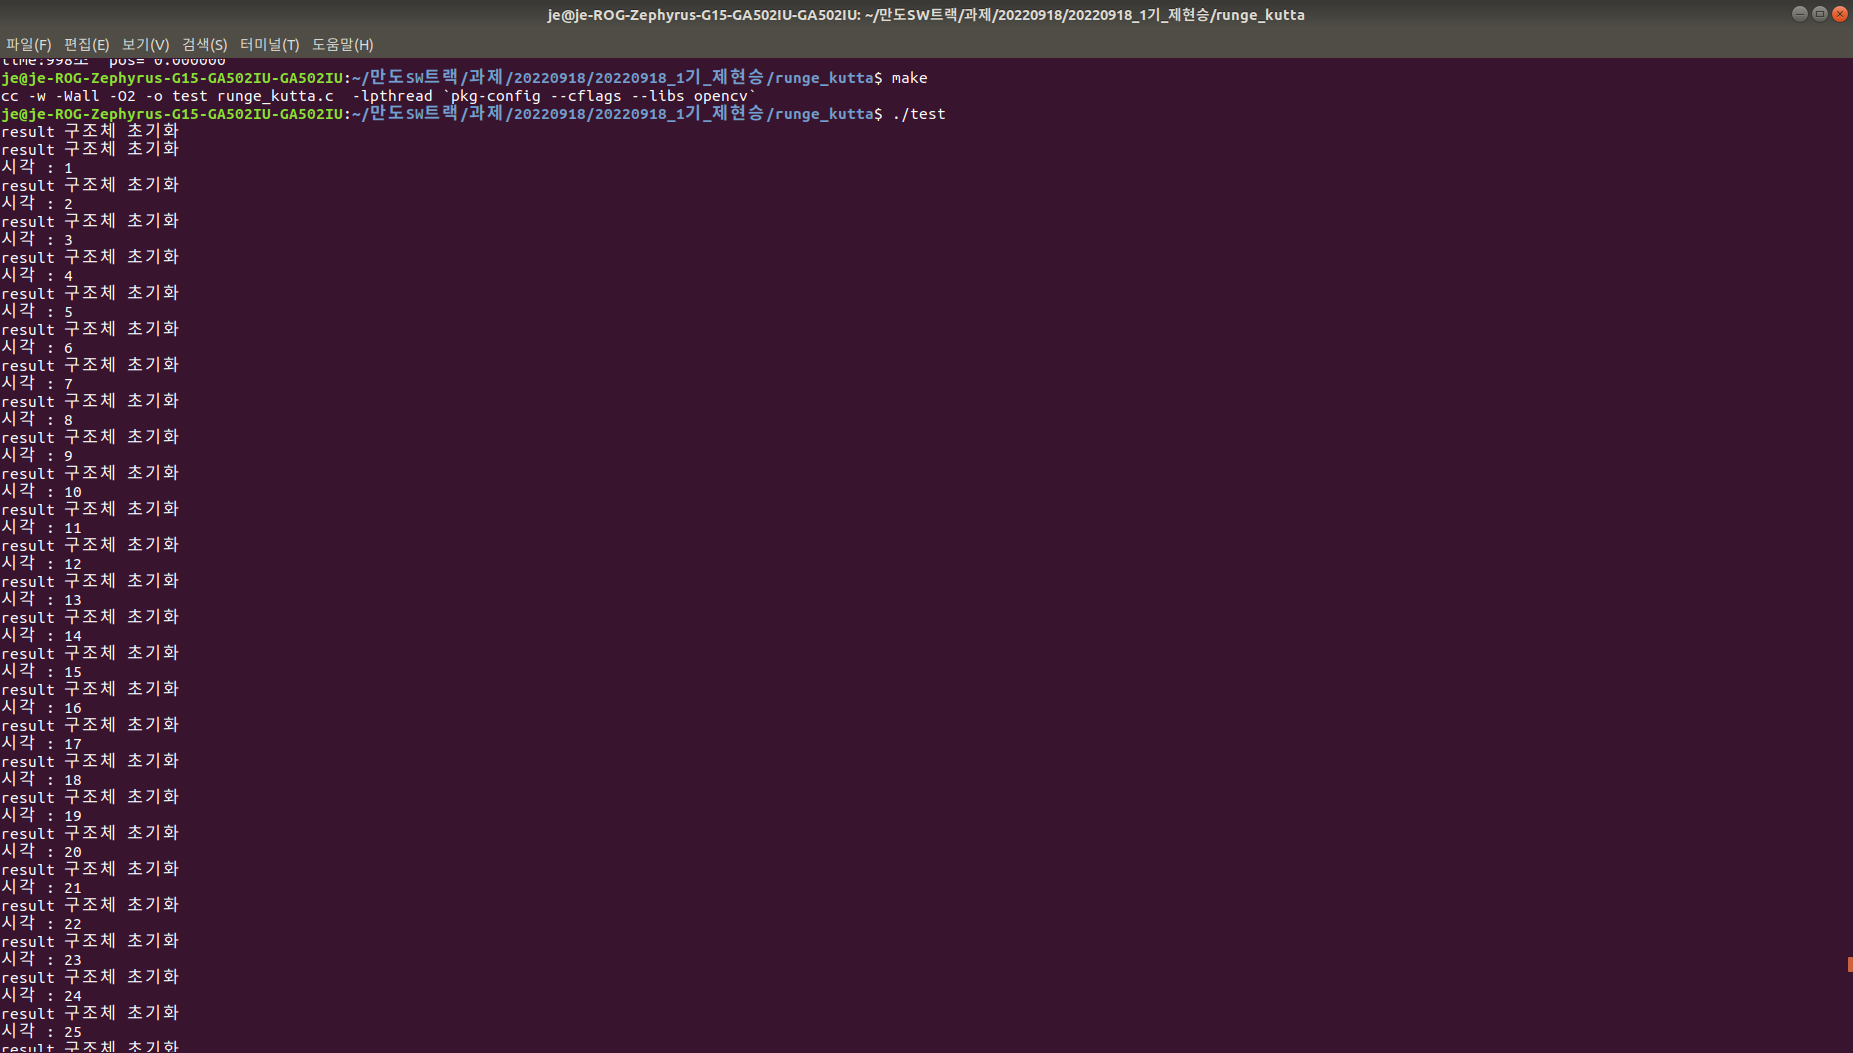 je@je-ROG-Zephyrus-G15-GA502IU-GA502IU: ~/만도SW트랙/과제/20220918/20220918_1기_제현승/runge_kutta
파일(F) 편집(E) 보기(V) 검색(S) 터미널(T) 도움말(H)
time:998초 pos= 0.000000
je@je-ROG-Zephyrus-G15-GA502IU-GA502IU:~/만도SW트랙/과제/20220918/20220918_1기_제현승/runge_kutta$ make
cc -w -Wall -O2 -o test runge_kutta.c  -lpthread `pkg-config --cflags --libs opencv`
je@je-ROG-Zephyrus-G15-GA502IU-GA502IU:~/만도SW트랙/과제/20220918/20220918_1기_제현승/runge_kutta$ ./test
result 구조체 초기화
result 구조체 초기화
시각 : 1
result 구조체 초기화
시각 : 2
result 구조체 초기화
시각 : 3
result 구조체 초기화
시각 : 4
result 구조체 초기화
시각 : 5
result 구조체 초기화
시각 : 6
result 구조체 초기화
시각 : 7
result 구조체 초기화
시각 : 8
result 구조체 초기화
시각 : 9
result 구조체 초기화
시각 : 10
result 구조체 초기화
시각 : 11
result 구조체 초기화
시각 : 12
result 구조체 초기화
시각 : 13
result 구조체 초기화
시각 : 14
result 구조체 초기화
시각 : 15
result 구조체 초기화
시각 : 16
result 구조체 초기화
시각 : 17
result 구조체 초기화
시각 : 18
result 구조체 초기화
시각 : 19
result 구조체 초기화
시각 : 20
result 구조체 초기화
시각 : 21
result 구조체 초기화
시각 : 22
result 구조체 초기화
시각 : 23
result 구조체 초기화
시각 : 24
result 구조체 초기화
시각 : 25
result 구조체 초기화